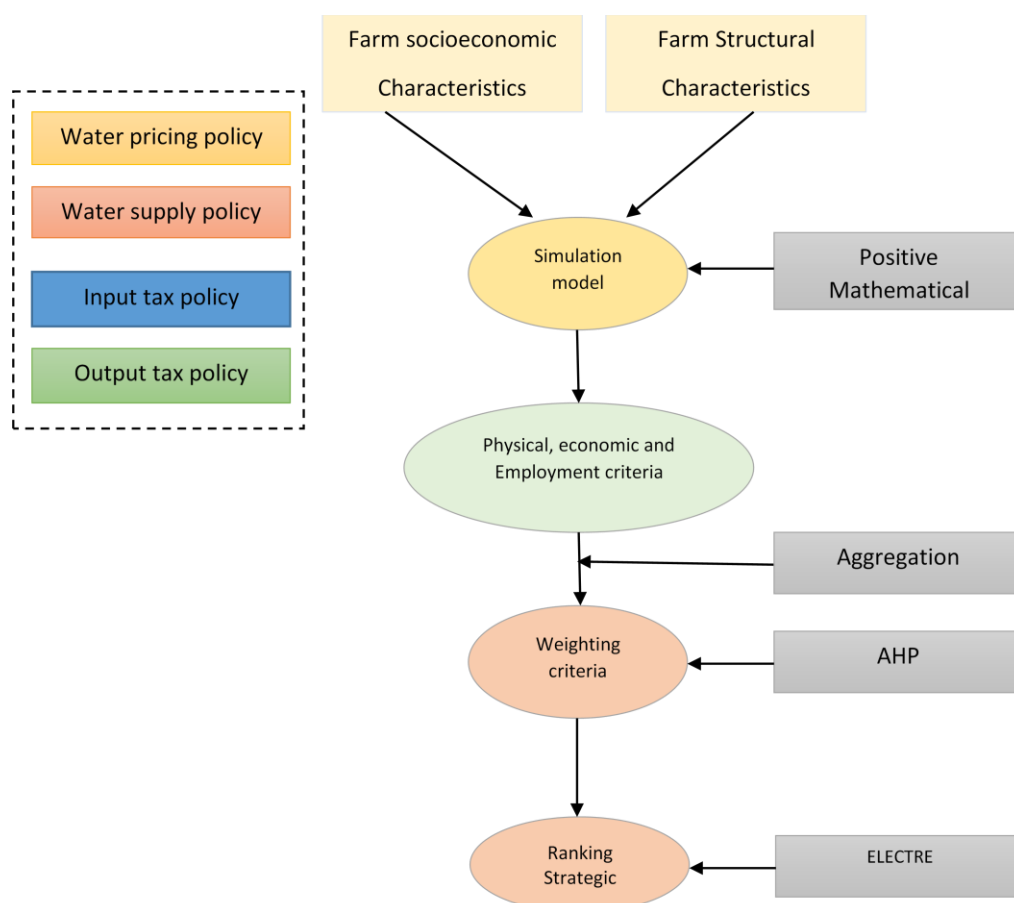 Farm socioeconomic
Characteristics
Farm Structural
Characteristics
Water pricing policy
Water supply policy
Input tax policy
Output tax policy
Simulation
model
Positive
Mathematical
Physical, economic and
Employment criteria
Aggregation
Weighting
criteria
AHP
Ranking
Strategic
ELECTRE